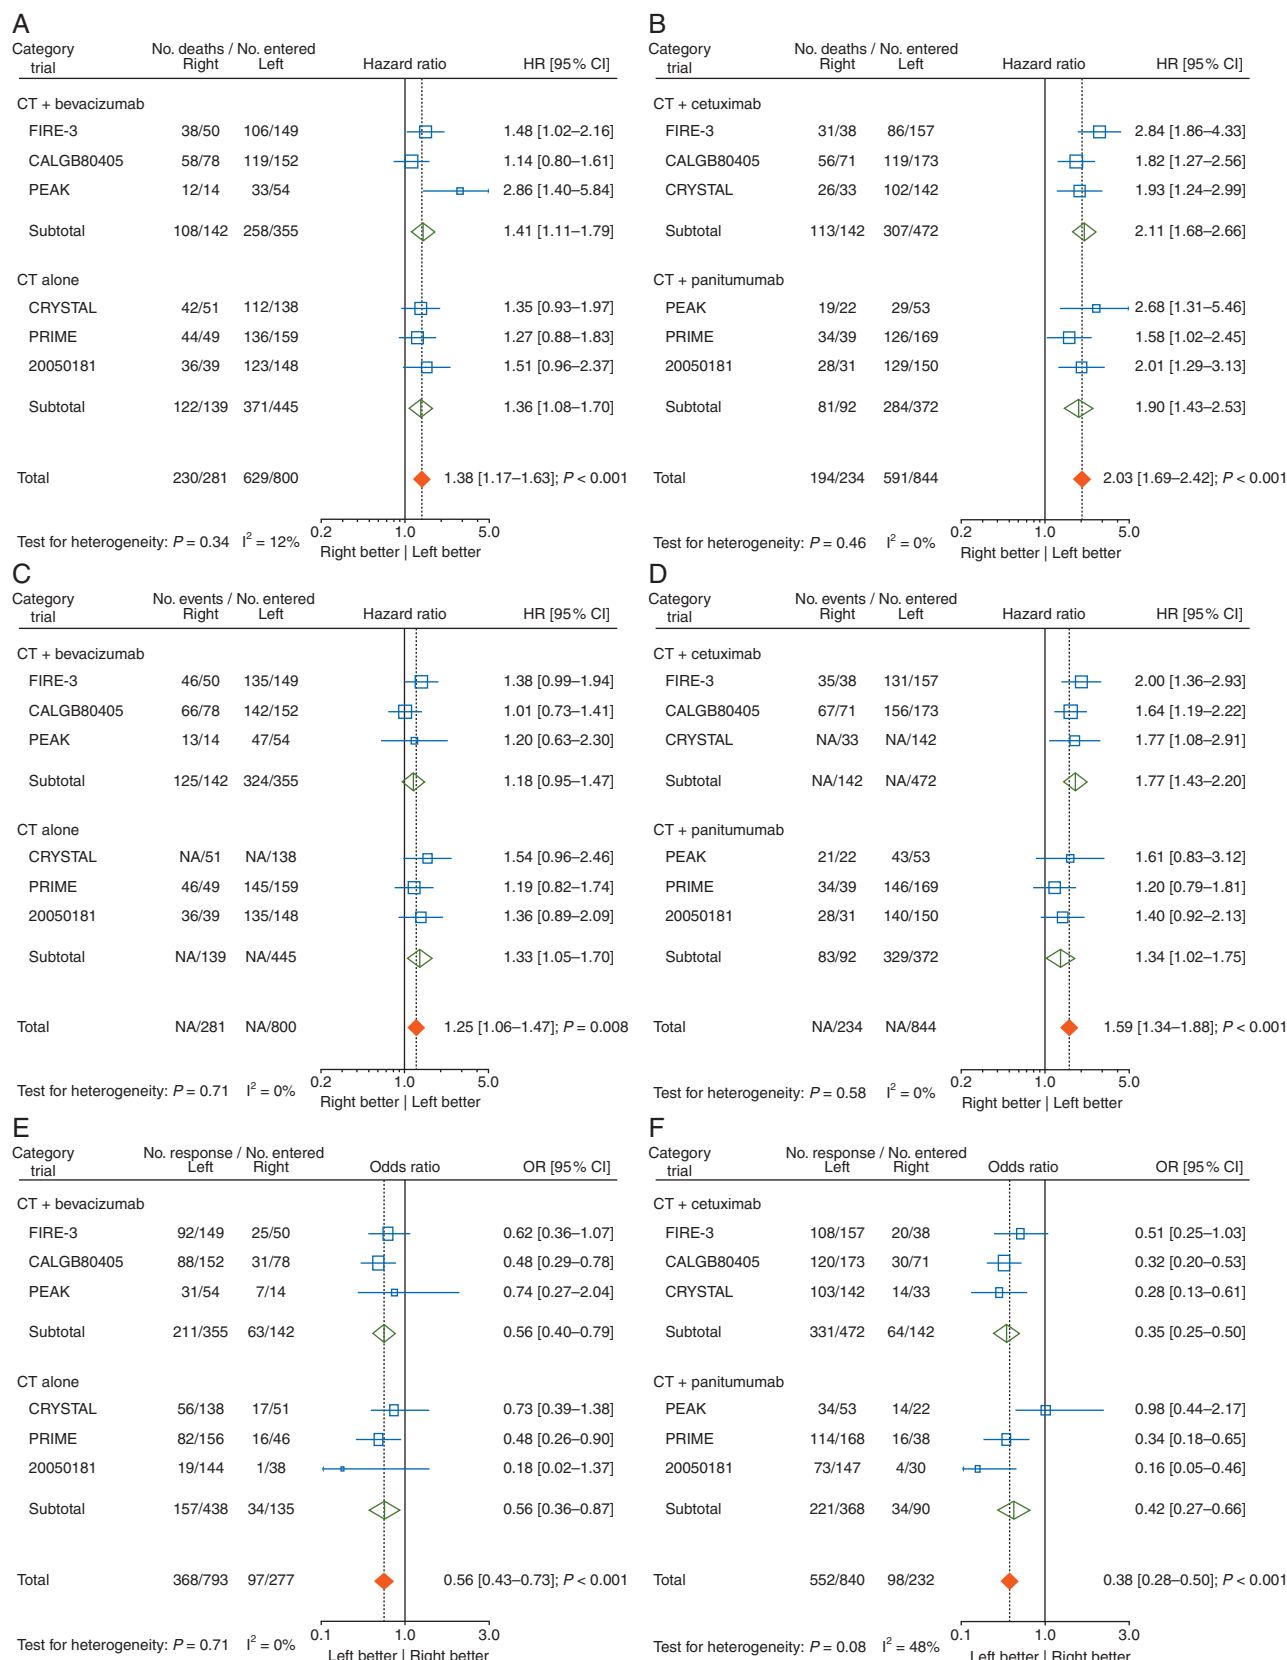 A
Category No. deaths / No. entered
trial Right Left Hazard ratio HR [95% CI]
CT + bevacizumab
FIRE-3 38/50 106/149 1.48 [1.02–2.16]
CALGB80405 58/78 119/152 1.14 [0.80–1.61]
PEAK 12/14 33/54 2.86 [1.40–5.84]
Subtotal 108/142 258/355 1.41 [1.11–1.79]
CT alone
CRYSTAL 42/51 112/138 1.35 [0.93–1.97]
PRIME 44/49 136/159 1.27 [0.88–1.83]
20050181 36/39 123/148 1.51 [0.96–2.37]
Subtotal 122/139 371/445 1.36 [1.08–1.70]
Total 230/281 629/800 1.38 [1.17–1.63]; P < 0.001
0.2 1.0 5.0
Test for heterogeneity: P = 0.34 I² = 12%
Right better | Left better
B
Category No. deaths / No. entered
trial Right Left Hazard ratio HR [95% CI]
CT + cetuximab
FIRE-3 31/38 86/157 2.84 [1.86–4.33]
CALGB80405 56/71 119/173 1.82 [1.27–2.56]
CRYSTAL 26/33 102/142 1.93 [1.24–2.99]
Subtotal 113/142 307/472 2.11 [1.68–2.66]
CT + panitumumab
PEAK 19/22 29/53 2.68 [1.31–5.46]
PRIME 34/39 126/169 1.58 [1.02–2.45]
20050181 28/31 129/150 2.01 [1.29–3.13]
Subtotal 81/92 284/372 1.90 [1.43–2.53]
Total 194/234 591/844 2.03 [1.69–2.42]; P < 0.001
0.2 1.0 5.0
Test for heterogeneity: P = 0.46 I² = 0%
Right better | Left better
C
Category No. events / No. entered
trial Right Left Hazard ratio HR [95% CI]
CT + bevacizumab
FIRE-3 46/50 135/149 1.38 [0.99–1.94]
CALGB80405 66/78 142/152 1.01 [0.73–1.41]
PEAK 13/14 47/54 1.20 [0.63–2.30]
Subtotal 125/142 324/355 1.18 [0.95–1.47]
CT alone
CRYSTAL NA/51 NA/138 1.54 [0.96–2.46]
PRIME 46/49 145/159 1.19 [0.82–1.74]
20050181 36/39 135/148 1.36 [0.89–2.09]
Subtotal NA/139 NA/445 1.33 [1.05–1.70]
Total NA/281 NA/800 1.25 [1.06–1.47]; P = 0.008
0.2 1.0 5.0
Test for heterogeneity: P = 0.71 I² = 0%
Right better | Left better
D
Category No. events / No. entered
trial Right Left Hazard ratio HR [95% CI]
CT + cetuximab
FIRE-3 35/38 131/157 2.00 [1.36–2.93]
CALGB80405 67/71 156/173 1.64 [1.19–2.22]
CRYSTAL NA/33 NA/142 1.77 [1.08–2.91]
Subtotal NA/142 NA/472 1.77 [1.43–2.20]
CT + panitumumab
PEAK 21/22 43/53 1.61 [0.83–3.12]
PRIME 34/39 146/169 1.20 [0.79–1.81]
20050181 28/31 140/150 1.40 [0.92–2.13]
Subtotal 83/92 329/372 1.34 [1.02–1.75]
Total NA/234 NA/844 1.59 [1.34–1.88]; P < 0.001
0.2 1.0 5.0
Test for heterogeneity: P = 0.58 I² = 0%
Right better | Left better
E
Category No. response / No. entered
trial Left Right Odds ratio OR [95% CI]
CT + bevacizumab
FIRE-3 92/149 25/50 0.62 [0.36–1.07]
CALGB80405 88/152 31/78 0.48 [0.29–0.78]
PEAK 31/54 7/14 0.74 [0.27–2.04]
Subtotal 211/355 63/142 0.56 [0.40–0.79]
CT alone
CRYSTAL 56/138 17/51 0.73 [0.39–1.38]
PRIME 82/156 16/46 0.48 [0.26–0.90]
20050181 19/144 1/38 0.18 [0.02–1.37]
Subtotal 157/438 34/135 0.56 [0.36–0.87]
Total 368/793 97/277 0.56 [0.43–0.73]; P < 0.001
0.1 1.0 3.0
Test for heterogeneity: P = 0.71 I² = 0%
Left better | Right better
F
Category No. response / No. entered
trial Left Right Odds ratio OR [95% CI]
CT + cetuximab
FIRE-3 108/157 20/38 0.51 [0.25–1.03]
CALGB80405 120/173 30/71 0.32 [0.20–0.53]
CRYSTAL 103/142 14/33 0.28 [0.13–0.61]
Subtotal 331/472 64/142 0.35 [0.25–0.50]
CT + panitumumab
PEAK 34/53 14/22 0.98 [0.44–2.17]
PRIME 114/168 16/38 0.34 [0.18–0.65]
20050181 73/147 4/30 0.16 [0.05–0.46]
Subtotal 221/368 34/90 0.42 [0.27–0.66]
Total 552/840 98/232 0.38 [0.28–0.50]; P < 0.001
0.1 1.0 3.0
Test for heterogeneity: P = 0.08 I² = 48%
Left better | Right better